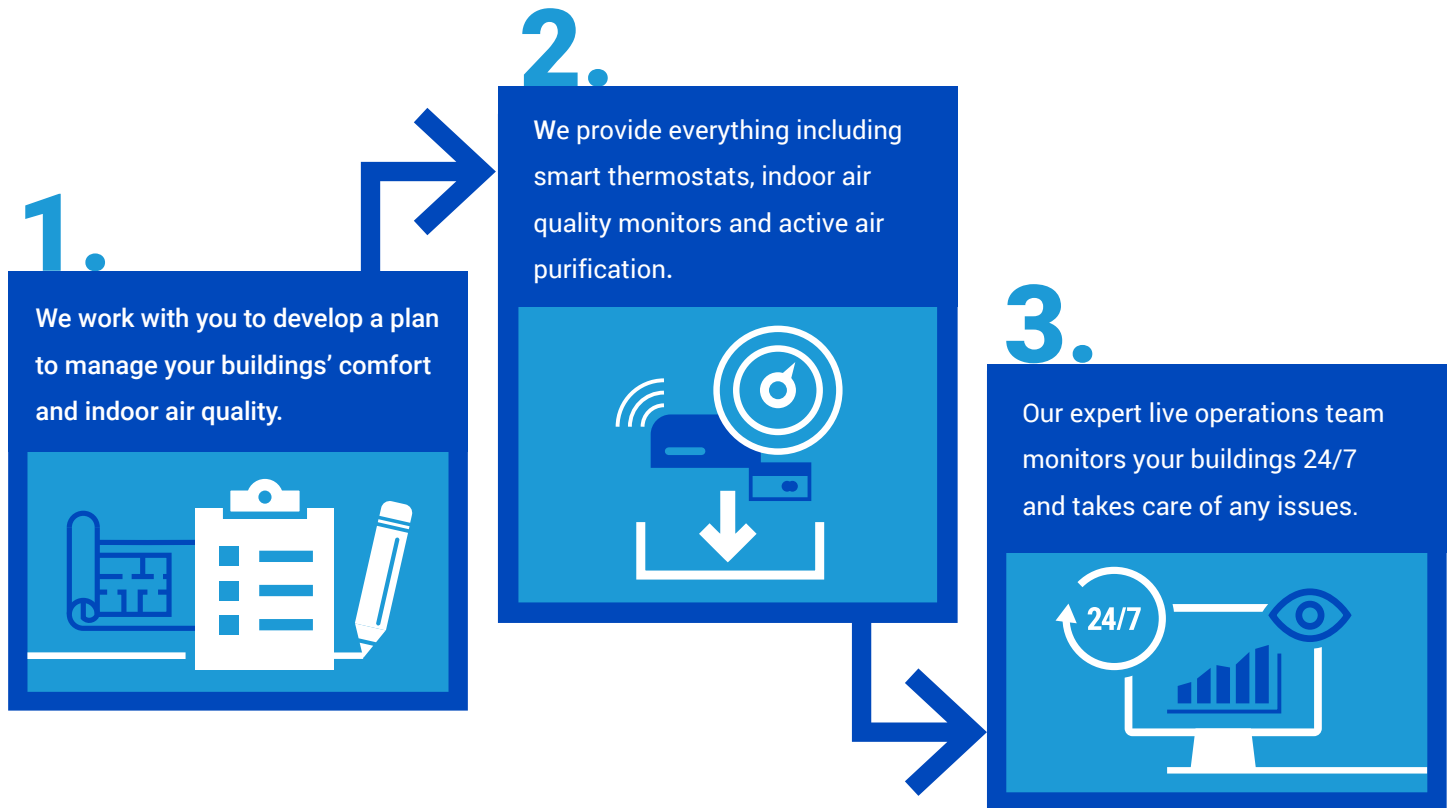 1.
We work with you to develop a plan
to manage your buildings’ comfort
and indoor air quality.
2.
We provide everything including
smart thermostats, indoor air
quality monitors and active air
purification.
3.
Our expert live operations team
monitors your buildings 24/7
and takes care of any issues.
24/7